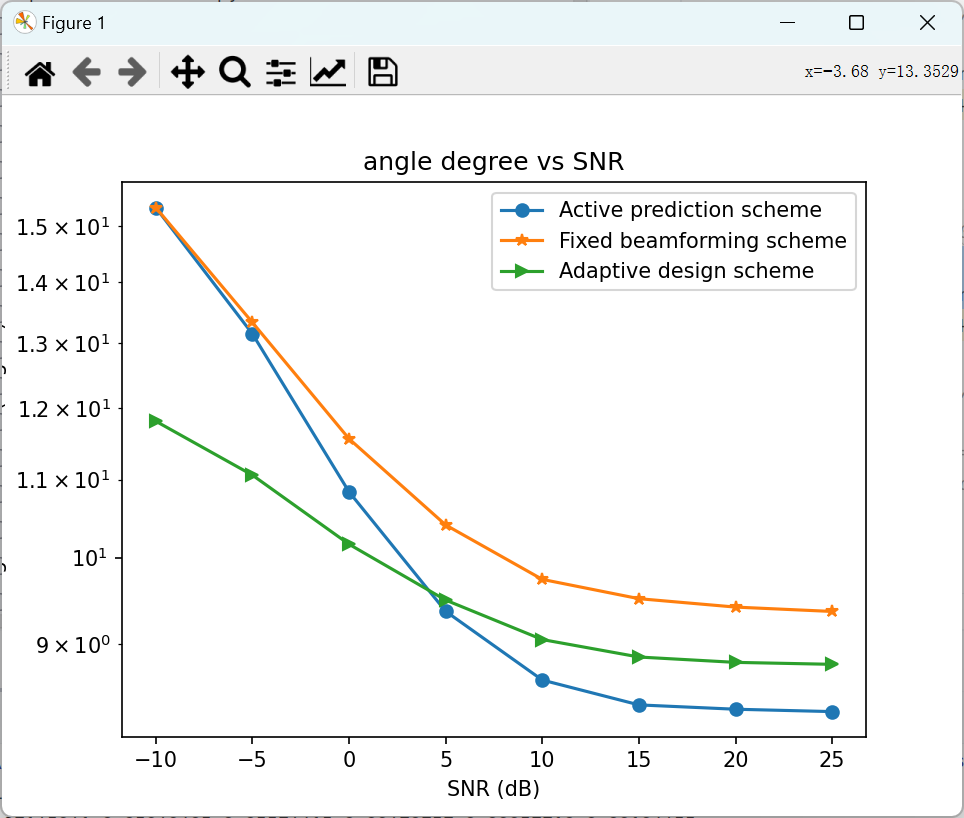 Figure 1
x=−3.68 y=13.3529
angle degree vs SNR
Active prediction scheme
Fixed beamforming scheme
Adaptive design scheme
1.5 × 10¹
1.4 × 10¹
1.3 × 10¹
1.2 × 10¹
1.1 × 10¹
10¹
9 × 10⁰
−10 −5 0 5 10 15 20 25
SNR (dB)